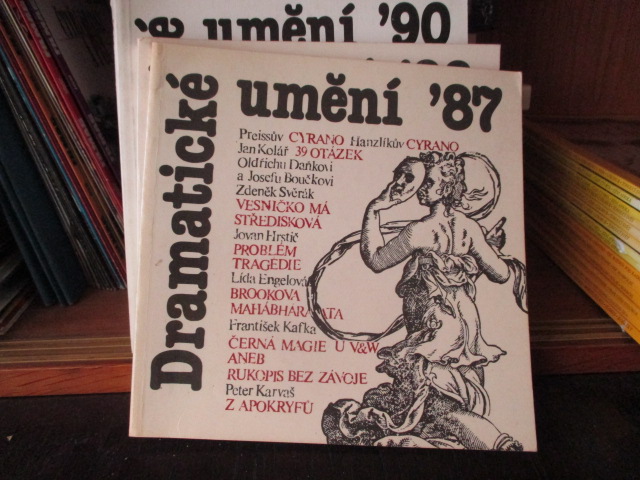 umění '90
Dramatické
umění '87
Preissův CYRANO Hanzlíkův CYRANO
Jan Kolář 39 OTÁZEK
Oldřichu Daňkovi
a Josefu Boučkovi
Zdeněk Svěrák
VESNIČKO MÁ
STŘEDISKOVÁ
Jovan Hrstič
PROBLÉM
TRAGEDIE
Lída Engelová
BROOKOVA
MAHÁBHARATA
František Kafka
ČERNÁ MAGIE U V&W
ANEB
RUKOPIS BEZ ZÁVOJE
Peter Karvaš
Z APOKRYFŮ